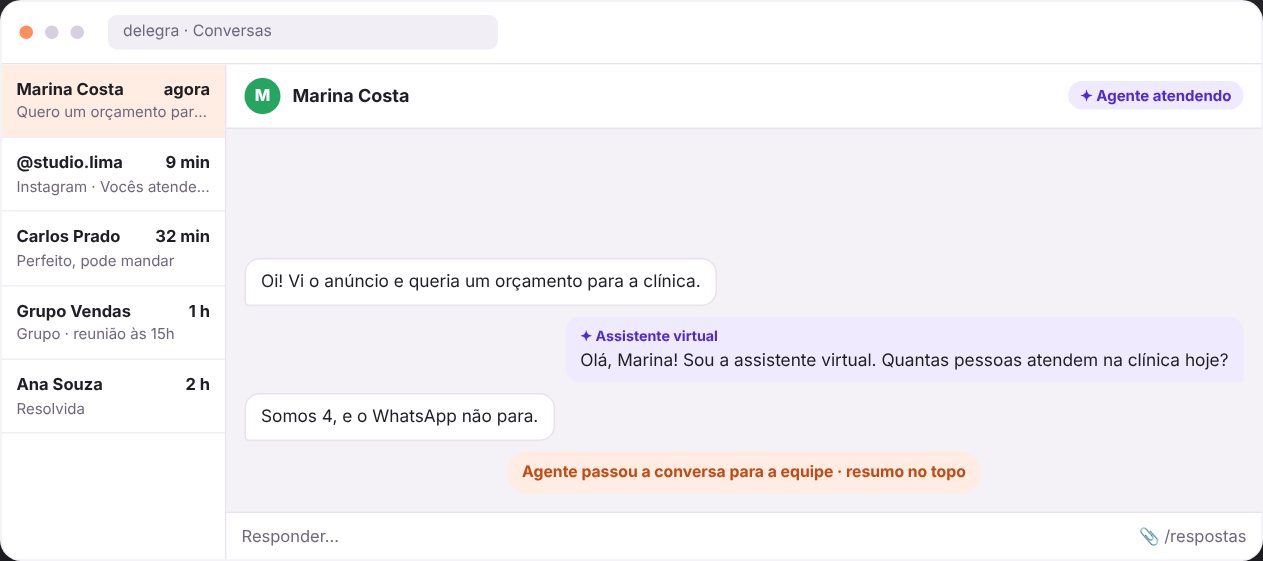 delegra · Conversas
Marina Costa agora
Quero um orçamento par...
@studio.lima 9 min
Instagram · Vocês atende...
Carlos Prado 32 min
Perfeito, pode mandar
Grupo Vendas 1 h
Grupo · reunião às 15h
Ana Souza 2 h
Resolvida
M Marina Costa
✦ Agente atendendo
Oi! Vi o anúncio e queria um orçamento para a clínica.
✦ Assistente virtual
Olá, Marina! Sou a assistente virtual. Quantas pessoas atendem na clínica hoje?
Somos 4, e o WhatsApp não para.
Agente passou a conversa para a equipe · resumo no topo
Responder...
📎 /respostas